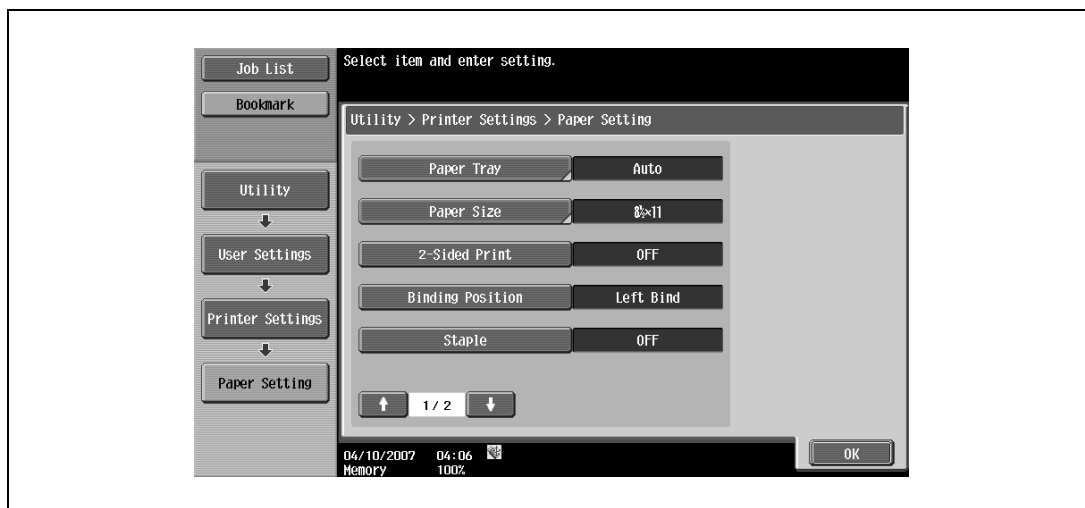 Job List
Bookmark
Select item and enter setting.
Utility > Printer Settings > Paper Setting
Utility
User Settings
Printer Settings
Paper Setting
Paper Tray Auto
Paper Size 8½×11
2-Sided Print OFF
Binding Position Left Bind
Staple OFF
1/ 2
04/10/2007 04:06
Memory 100%
OK